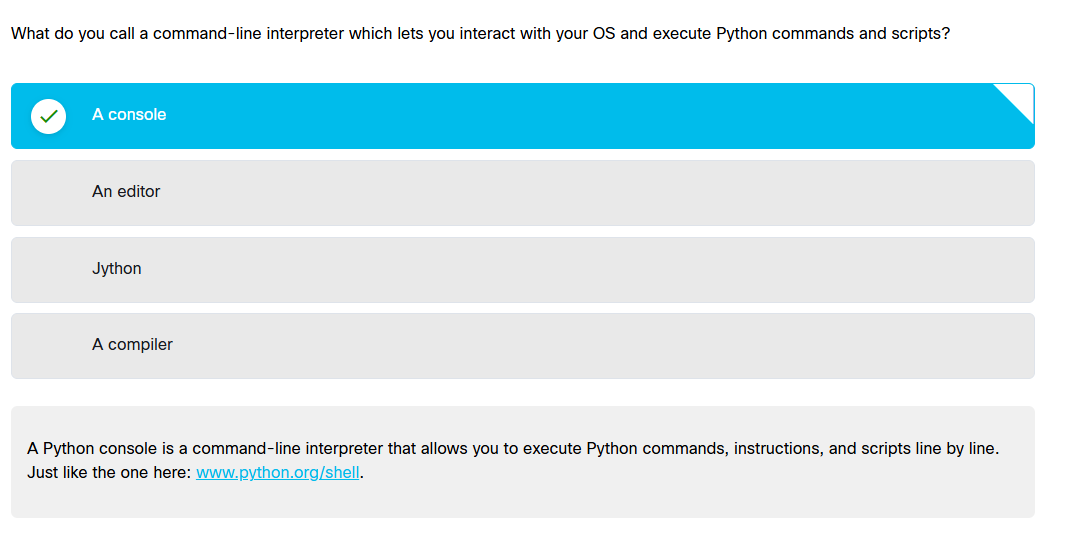 What do you call a command-line interpreter which lets you interact with your OS and execute Python commands and scripts?
A console
An editor
Jython
A compiler
A Python console is a command-line interpreter that allows you to execute Python commands, instructions, and scripts line by line.
Just like the one here: www.python.org/shell.